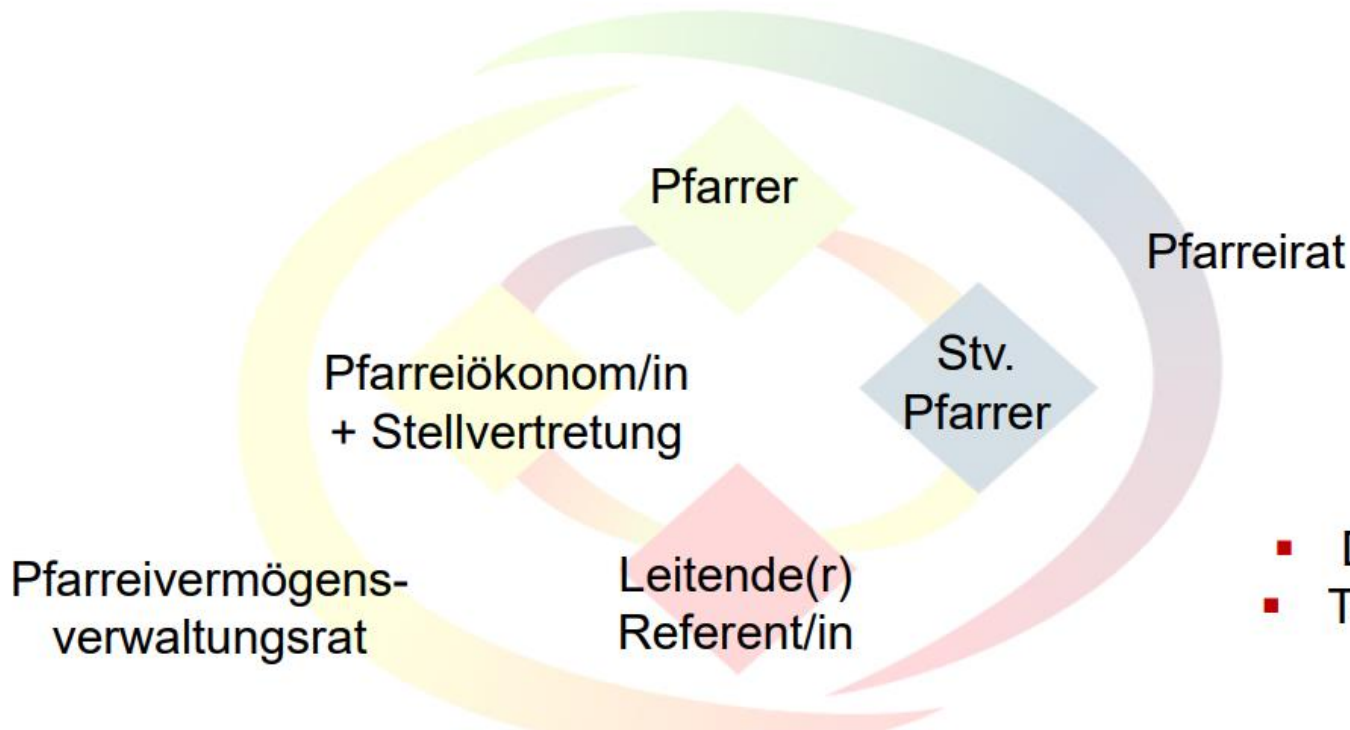 Pfarrer
Pfarreirat
Pfarreiökonom/in
+ Stellvertretung
Stv.
Pfarrer
Pfarreivermögens-
verwaltungsrat
Leitende(r)
Referent/in